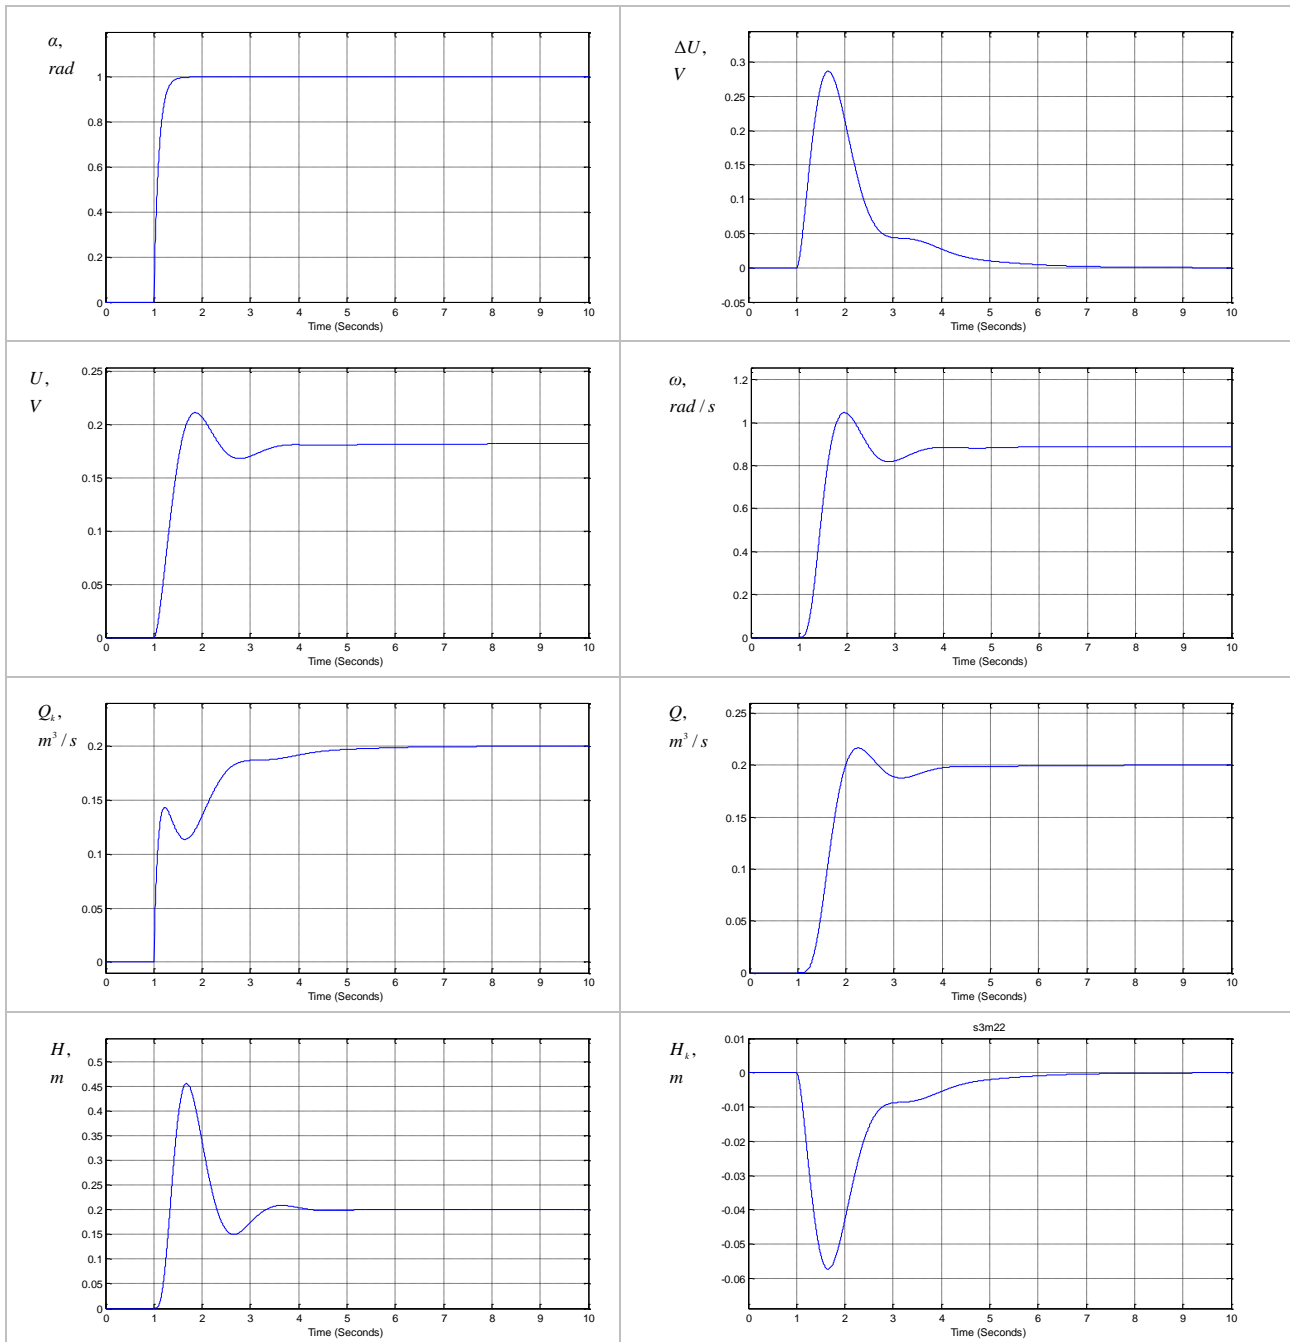 α,
rad
1
0.8
0.6
0.4
0.2
0
0 1 2 3 4 5 6 7 8 9 10
Time (Seconds)
ΔU,
V
0.3
0.25
0.2
0.15
0.1
0.05
0
-0.05
0 1 2 3 4 5 6 7 8 9 10
Time (Seconds)
U,
V
0.25
0.2
0.15
0.1
0.05
0
0 1 2 3 4 5 6 7 8 9 10
Time (Seconds)
ω,
rad / s
1.2
1
0.8
0.6
0.4
0.2
0
0 1 2 3 4 5 6 7 8 9 10
Time (Seconds)
Qk,
m³ / s
0.2
0.15
0.1
0.05
0
0 1 2 3 4 5 6 7 8 9 10
Time (Seconds)
Q,
m³ / s
0.25
0.2
0.15
0.1
0.05
0
0 1 2 3 4 5 6 7 8 9 10
Time (Seconds)
H,
m
0.5
0.45
0.4
0.35
0.3
0.25
0.2
0.15
0.1
0.05
0
0 1 2 3 4 5 6 7 8 9 10
Time (Seconds)
s3m22
Hk,
m
0.01
0
-0.01
-0.02
-0.03
-0.04
-0.05
-0.06
0 1 2 3 4 5 6 7 8 9 10
Time (Seconds)